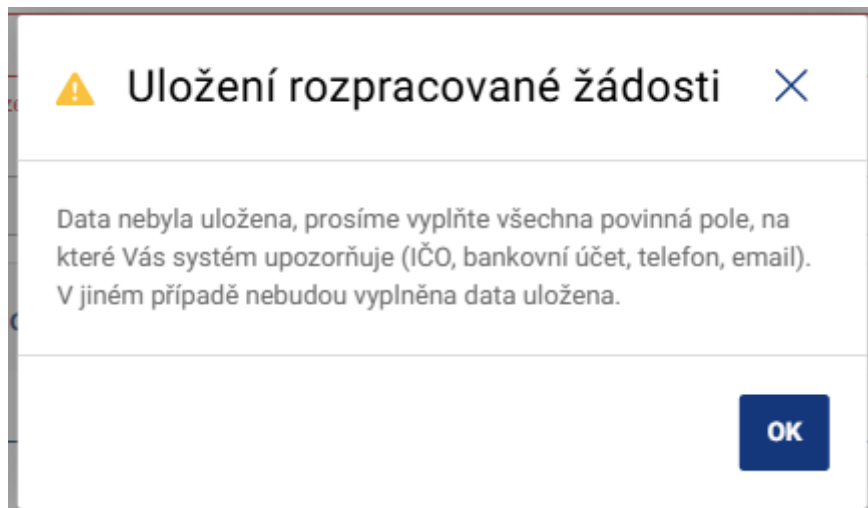 Uložení rozpracované žádosti
Data nebyla uložena, prosíme vyplňte všechna povinná pole, na
které Vás systém upozorňuje (IČO, bankovní účet, telefon, email).
V jiném případě nebudou vyplněna data uložena.
OK